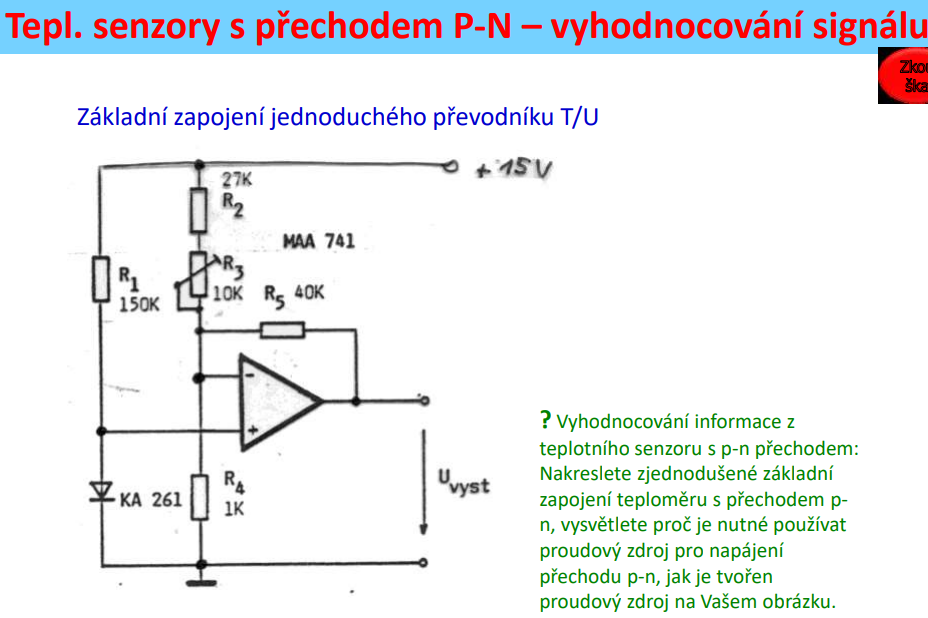 Tepl. senzory s přechodem P-N – vyhodnocování signálu
Základní zapojení jednoduchého převodníku T/U
+ 15V
27K
R2
MAA 741
R3
10K
R5 40K
R1
150K
-
+
KA 261
R4
1K
Uvyst
? Vyhodnocování informace z
teplotního senzoru s p-n přechodem:
Nakreslete zjednodušené základní
zapojení teploměru s přechodem p-
n, vysvětlete proč je nutné používat
proudový zdroj pro napájení
přechodu p-n, jak je tvořen
proudový zdroj na Vašem obrázku.